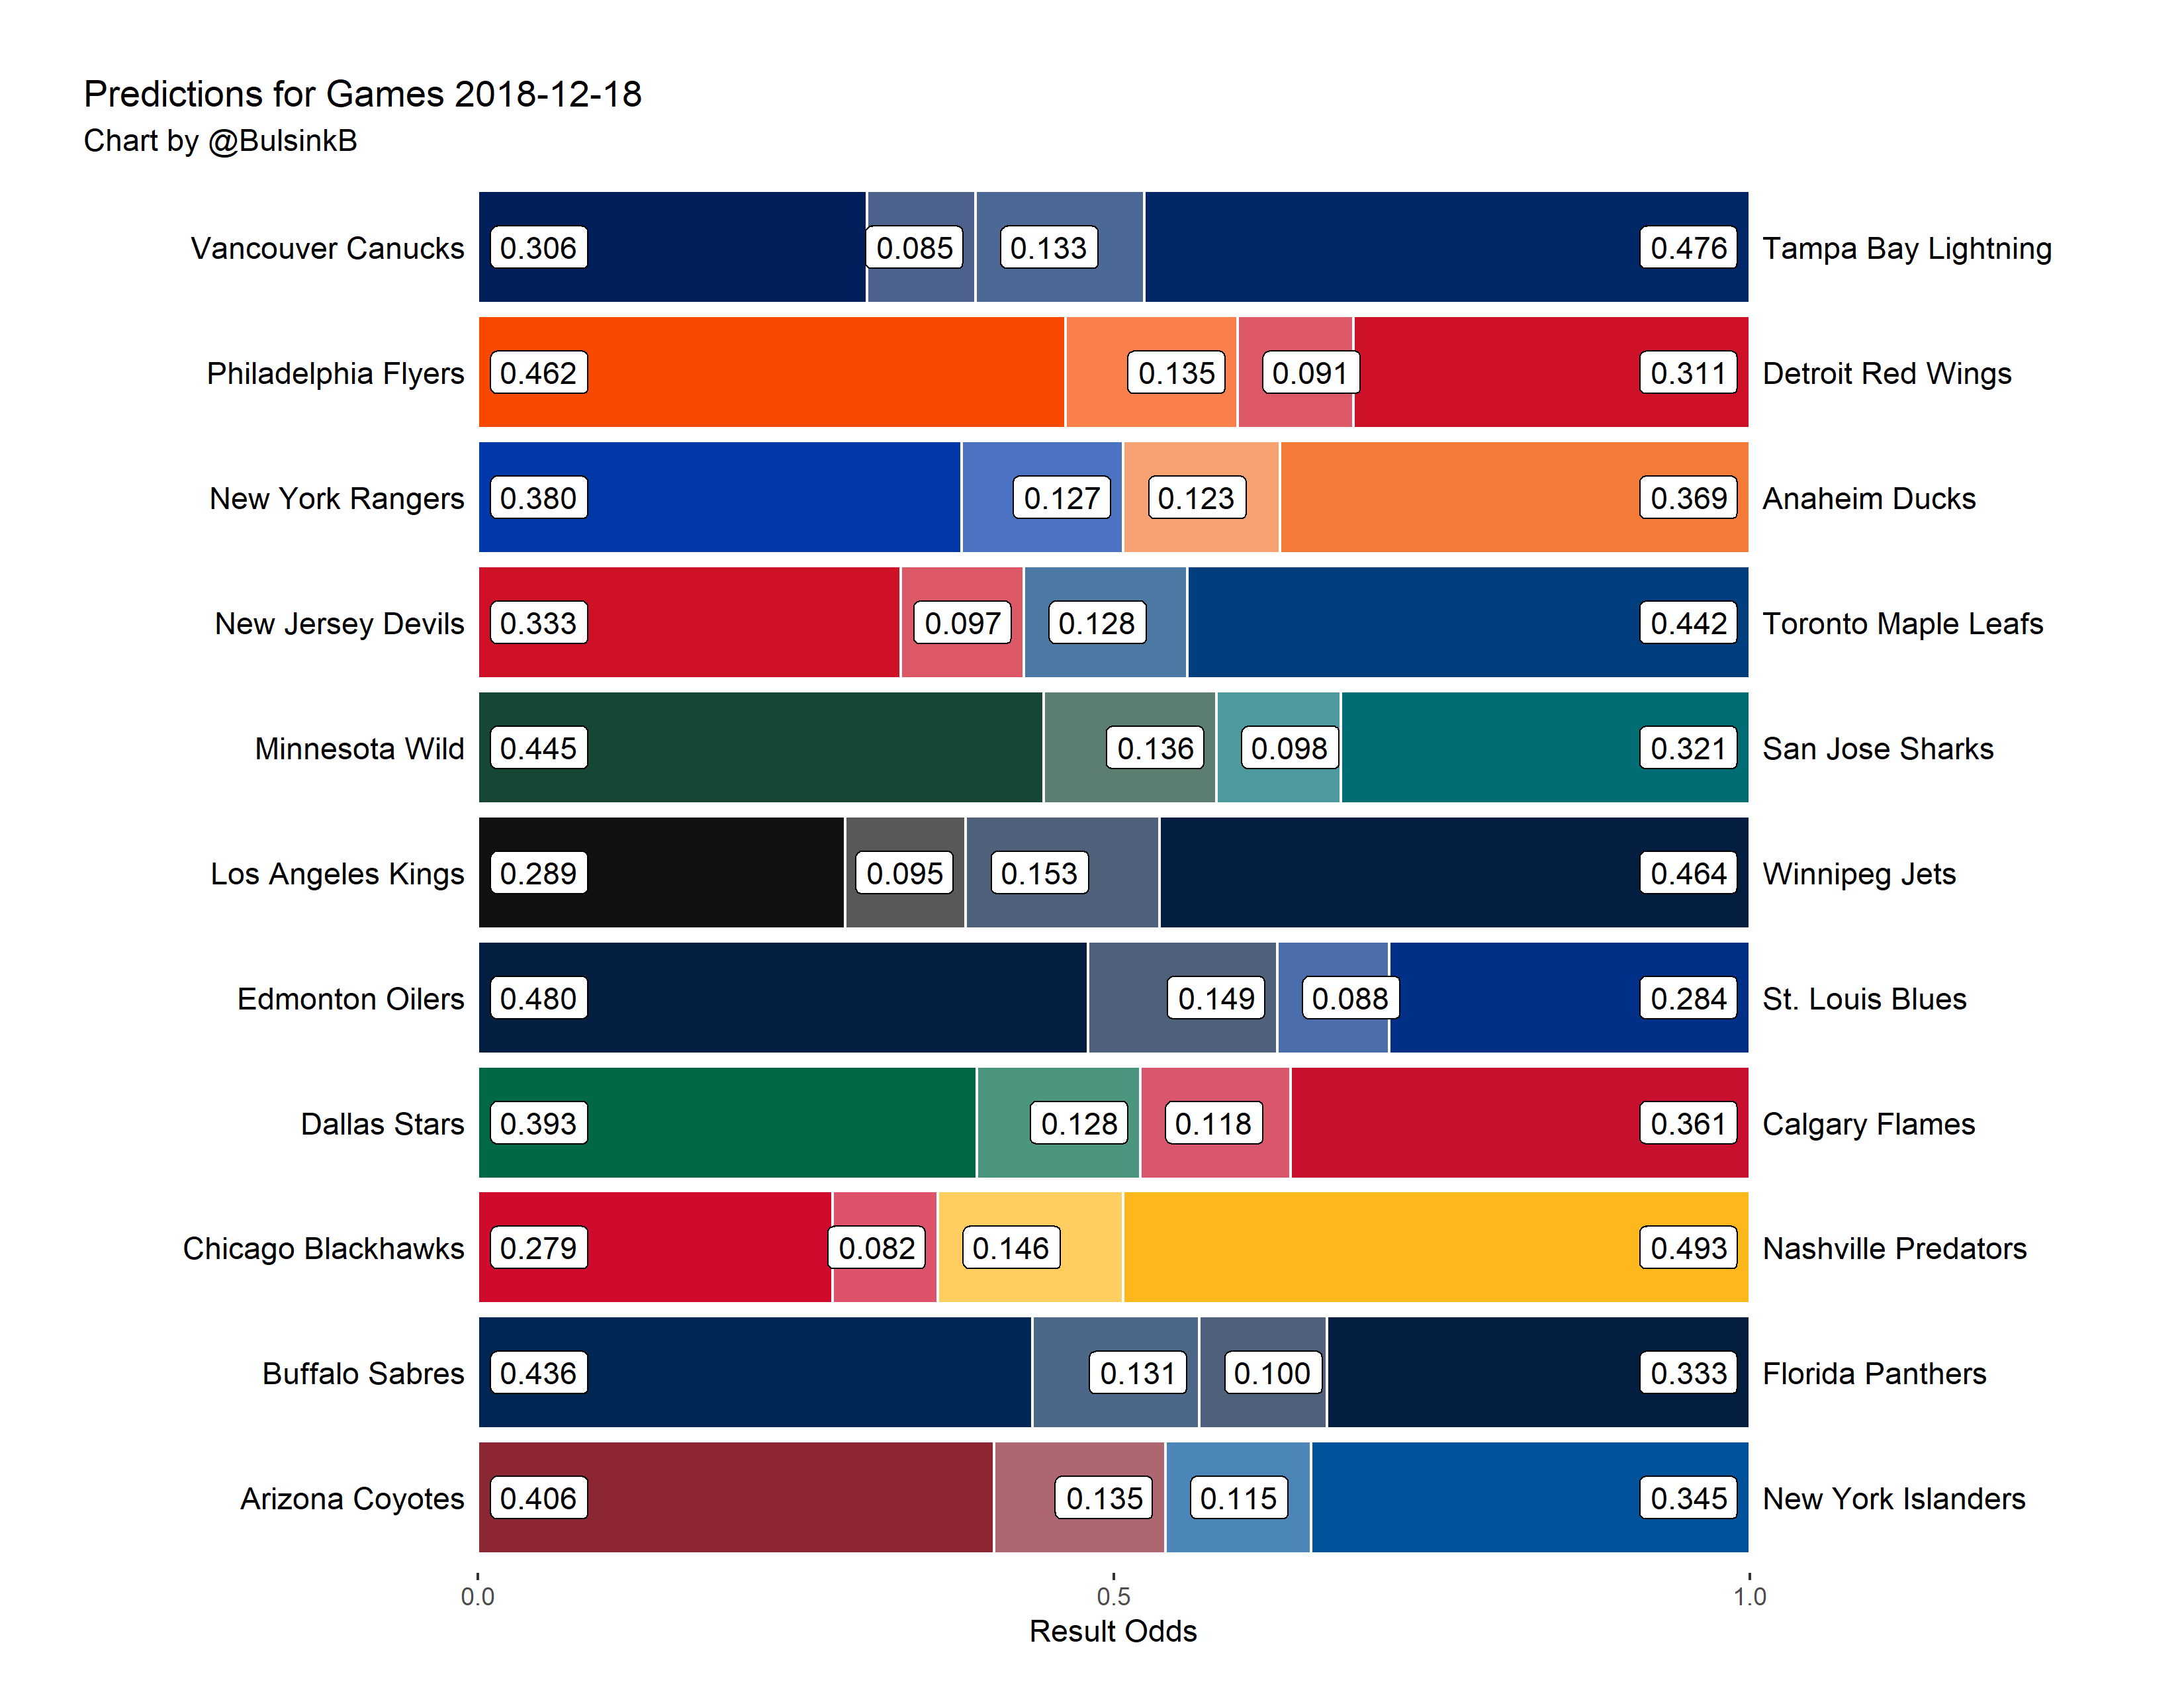 Predictions for Games 2018-12-18
Chart by @BulsinkB
Vancouver Canucks 0.306 0.085 0.133 0.476 Tampa Bay Lightning
Philadelphia Flyers 0.462 0.135 0.091 0.311 Detroit Red Wings
New York Rangers 0.380 0.127 0.123 0.369 Anaheim Ducks
New Jersey Devils 0.333 0.097 0.128 0.442 Toronto Maple Leafs
Minnesota Wild 0.445 0.136 0.098 0.321 San Jose Sharks
Los Angeles Kings 0.289 0.095 0.153 0.464 Winnipeg Jets
Edmonton Oilers 0.480 0.149 0.088 0.284 St. Louis Blues
Dallas Stars 0.393 0.128 0.118 0.361 Calgary Flames
Chicago Blackhawks 0.279 0.082 0.146 0.493 Nashville Predators
Buffalo Sabres 0.436 0.131 0.100 0.333 Florida Panthers
Arizona Coyotes 0.406 0.135 0.115 0.345 New York Islanders
0.0 0.5 1.0
Result Odds